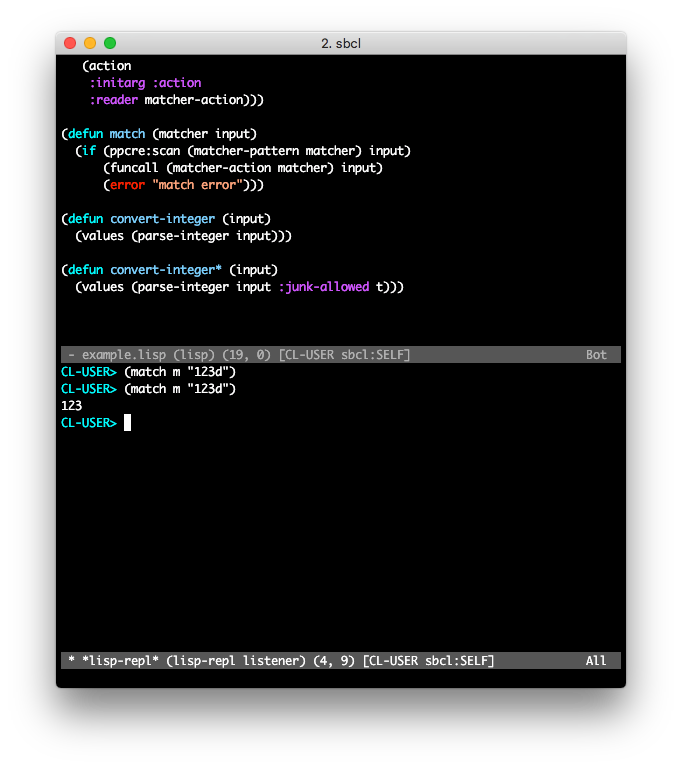 2. sbcl
(action
:initarg :action
:reader matcher-action)))
(defun match (matcher input)
(if (ppcre:scan (matcher-pattern matcher) input)
(funcall (matcher-action matcher) input)
(error "match error")))
(defun convert-integer (input)
(values (parse-integer input)))
(defun convert-integer* (input)
(values (parse-integer input :junk-allowed t)))
- example.lisp (lisp) (19, 0) [CL-USER sbcl:SELF] Bot
CL-USER> (match m "123d")
CL-USER> (match m "123d")
123
CL-USER>
* *lisp-repl* (lisp-repl listener) (4, 9) [CL-USER sbcl:SELF] All